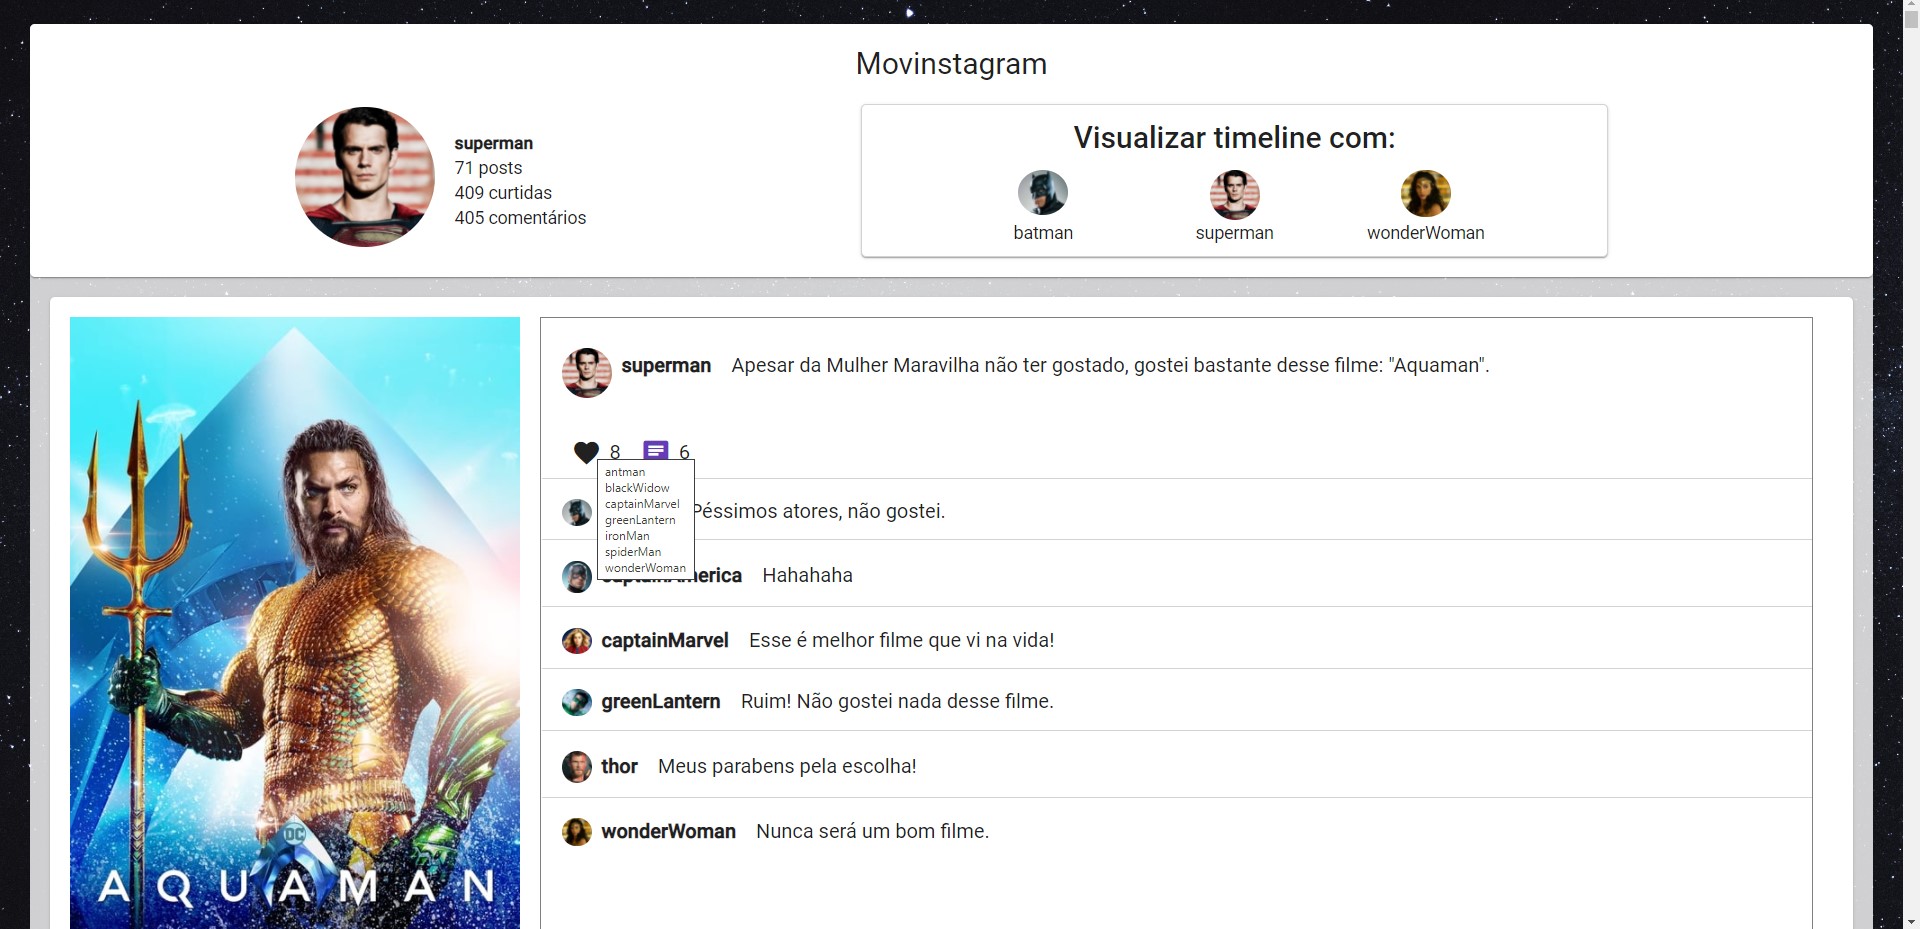 Movinstagram
superman
71 posts
409 curtidas
405 comentários
Visualizar timeline com:
batman
superman
wonderWoman
superman Apesar da Mulher Maravilha não ter gostado, gostei bastante desse filme: "Aquaman".
8 6
antman
blackWidow
captainMarvel
greenLantern
ironMan
spiderMan
wonderWoman
Péssimos atores, não gostei.
captainAmerica Hahahaha
captainMarvel Esse é melhor filme que vi na vida!
greenLantern Ruim! Não gostei nada desse filme.
thor Meus parabens pela escolha!
wonderWoman Nunca será um bom filme.
DC
AQUAMAN